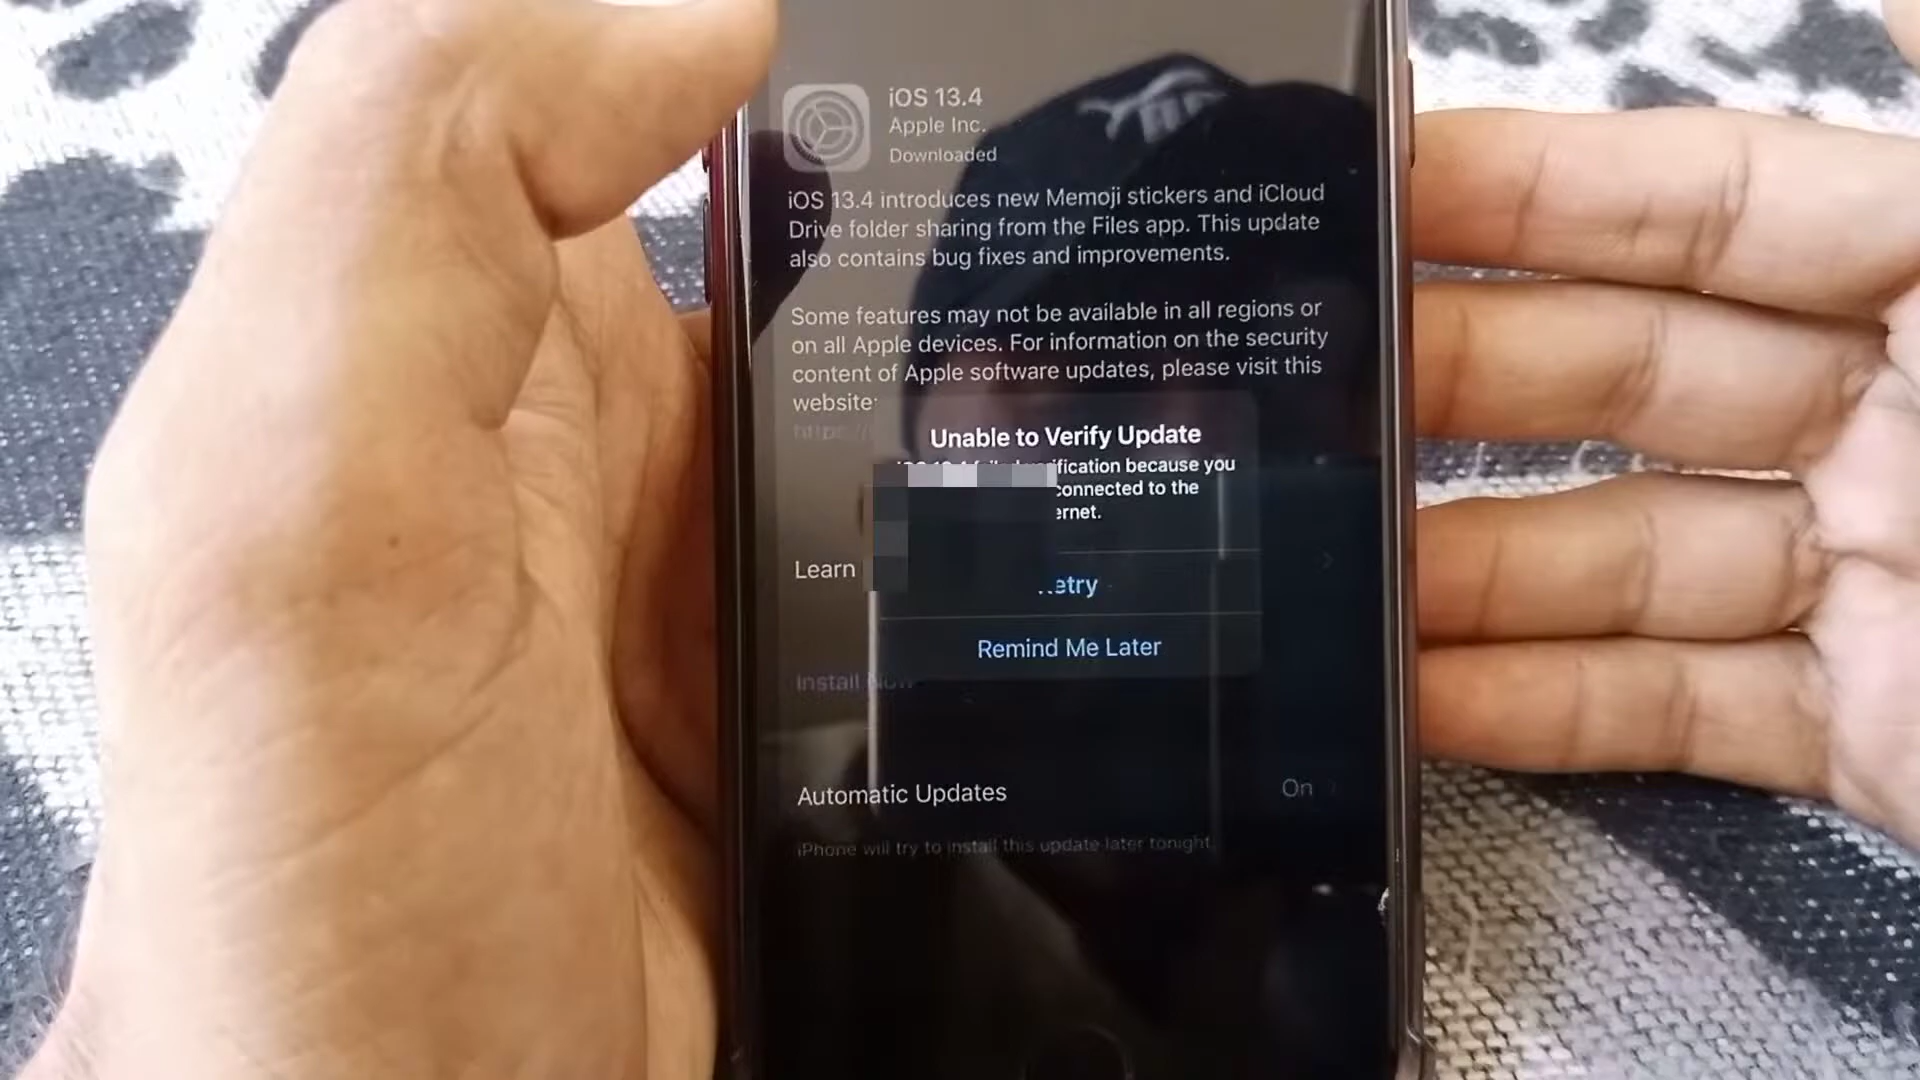 iOS 13.4
Apple Inc.
Downloaded
iOS 13.4 introduces new Memoji stickers and iCloud
Drive folder sharing from the Files app. This update
also contains bug fixes and improvements.
Some features may not be available in all regions or
on all Apple devices. For information on the security
content of Apple software updates, please visit this
website:
https://
Unable to Verify Update
because you
connected to the
Learn
Remind Me Later
Install Now
Automatic Updates
On
iPhone will try to install this update later tonight.